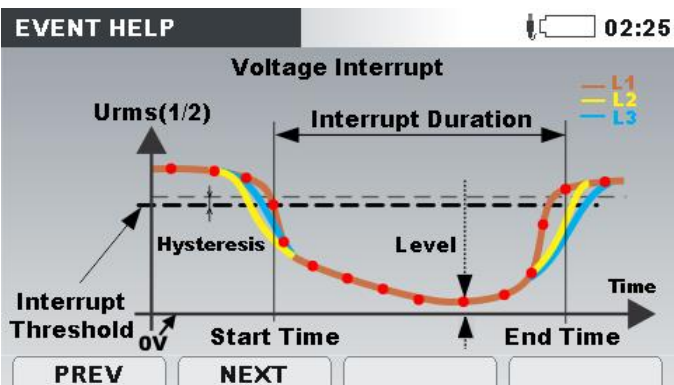 EVENT HELP
02:25
Voltage Interrupt
L1
L2
L3
Urms(1/2)
Interrupt Duration
Hysteresis
Level
Time
Interrupt
Threshold
0V
Start Time
End Time
PREV
NEXT